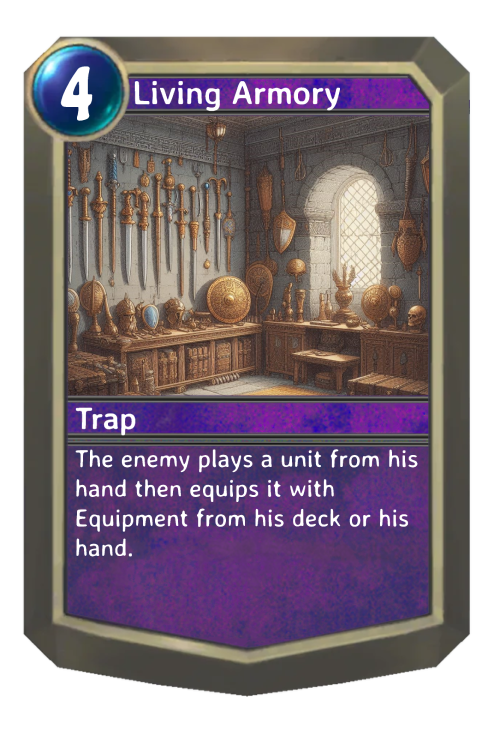 4
Living Armory
Trap
The enemy plays a unit from his
hand then equips it with
Equipment from his deck or his
hand.